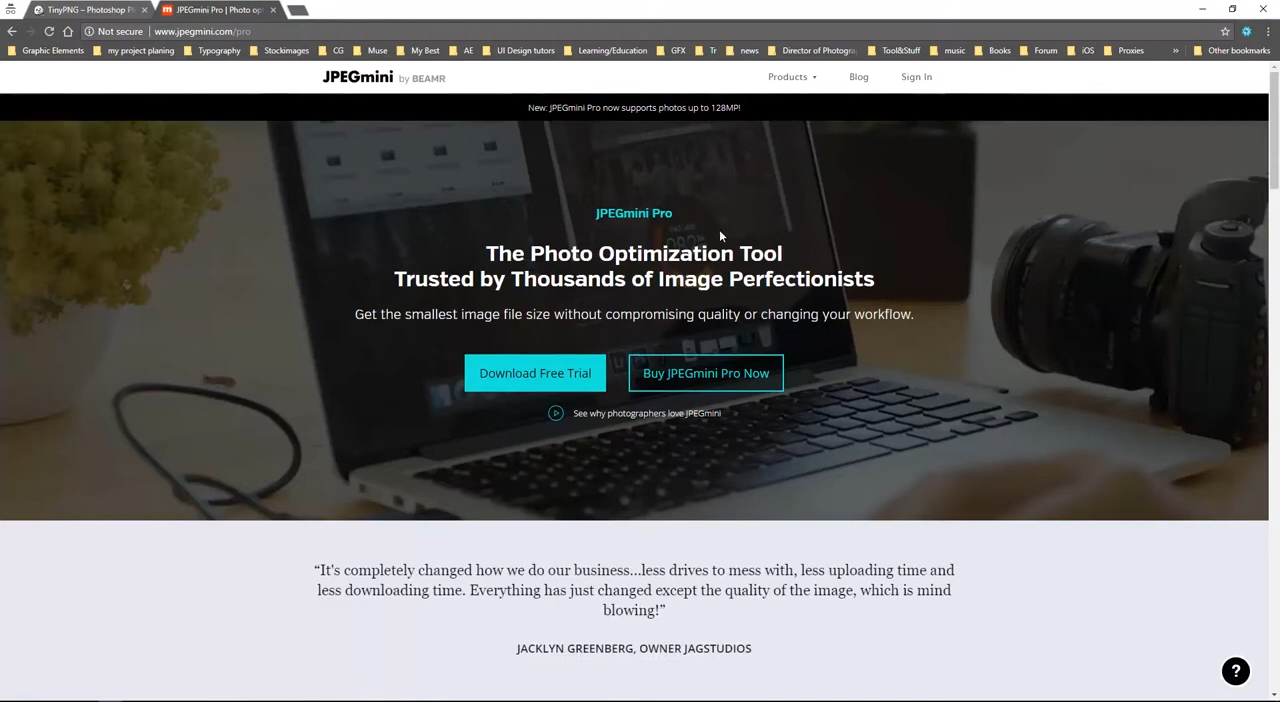 TinyPNG – Photoshop P
JPEGmini Pro | Photo op
Not secure | www.jpegmini.com/pro
Graphic Elements
my project planing
Typography
Stockimages
CG
Muse
My Best
AE
UI Design tutors
Learning/Education
GFX
Tr
news
Director of Photogra
Tool&Stuff
music
Books
Forum
iOS
Proxies
»
Other bookmarks
JPEGmini by BEAMR
Products
Blog
Sign In
New: JPEGmini Pro now supports photos up to 128MP!
JPEGmini Pro
The Photo Optimization Tool
Trusted by Thousands of Image Perfectionists
Get the smallest image file size without compromising quality or changing your workflow.
Download Free Trial
Buy JPEGmini Pro Now
See why photographers love JPEGmini
“It's completely changed how we do our business...less drives to mess with, less uploading time and
less downloading time. Everything has just changed except the quality of the image, which is mind
blowing!”
JACKLYN GREENBERG, OWNER JAGSTUDIOS
?